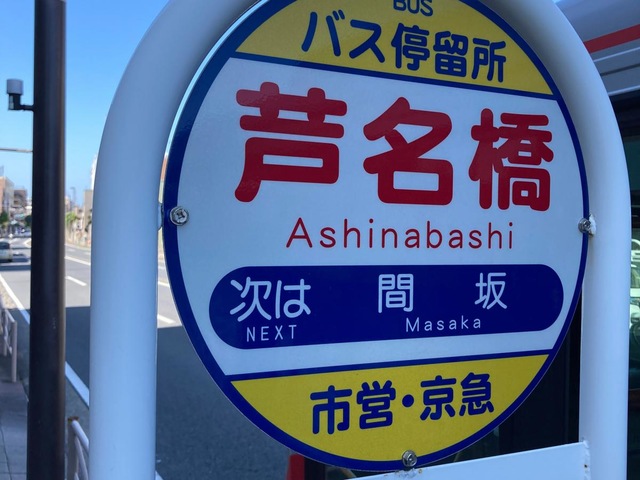 BUS
バス停留所
芦名橋
Ashinabashi
次は 間坂
NEXT Masaka
市営・京急